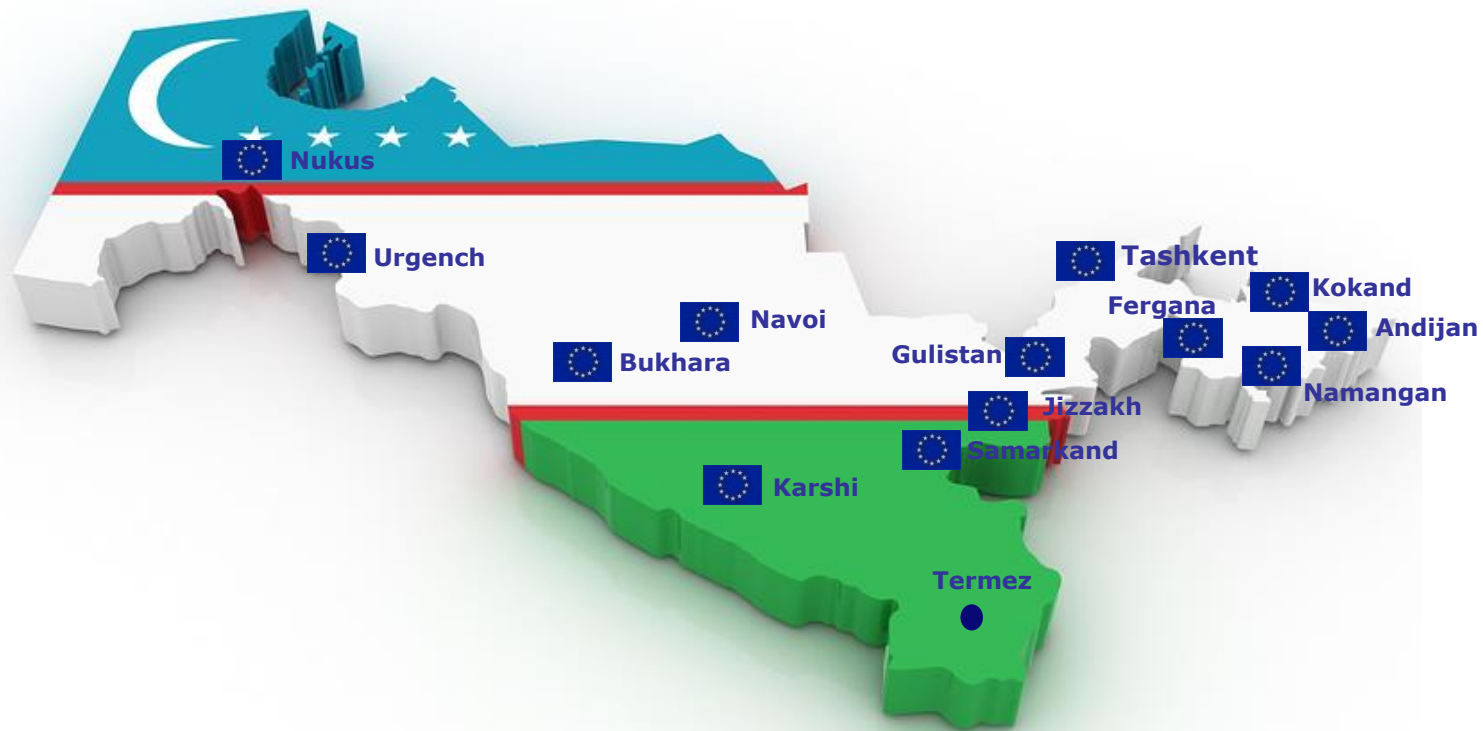 Nukus
Urgench
Tashkent
Kokand
Fergana
Andijan
Navoi
Gulistan
Bukhara
Namangan
Jizzakh
Samarkand
Karshi
Termez